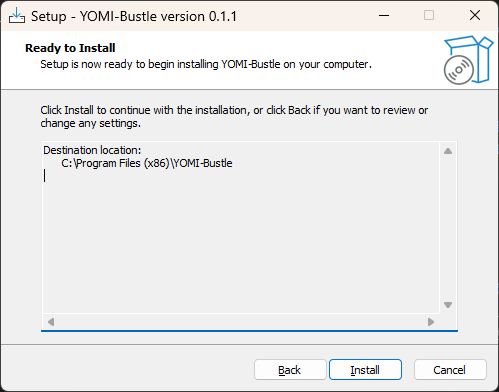 Setup - YOMI-Bustle version 0.1.1
Ready to Install
Setup is now ready to begin installing YOMI-Bustle on your computer.
Click Install to continue with the installation, or click Back if you want to review or
change any settings.
Destination location:
C:\Program Files (x86)\YOMI-Bustle
Back
Install
Cancel